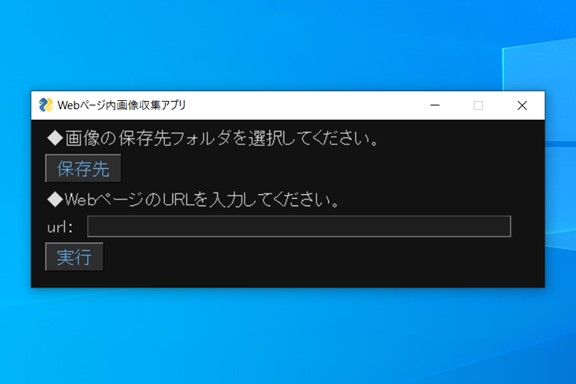 Webページ内画像収集アプリ
◆画像の保存先フォルダを選択してください。
保存先
◆WebページのURLを入力してください。
url:
実行